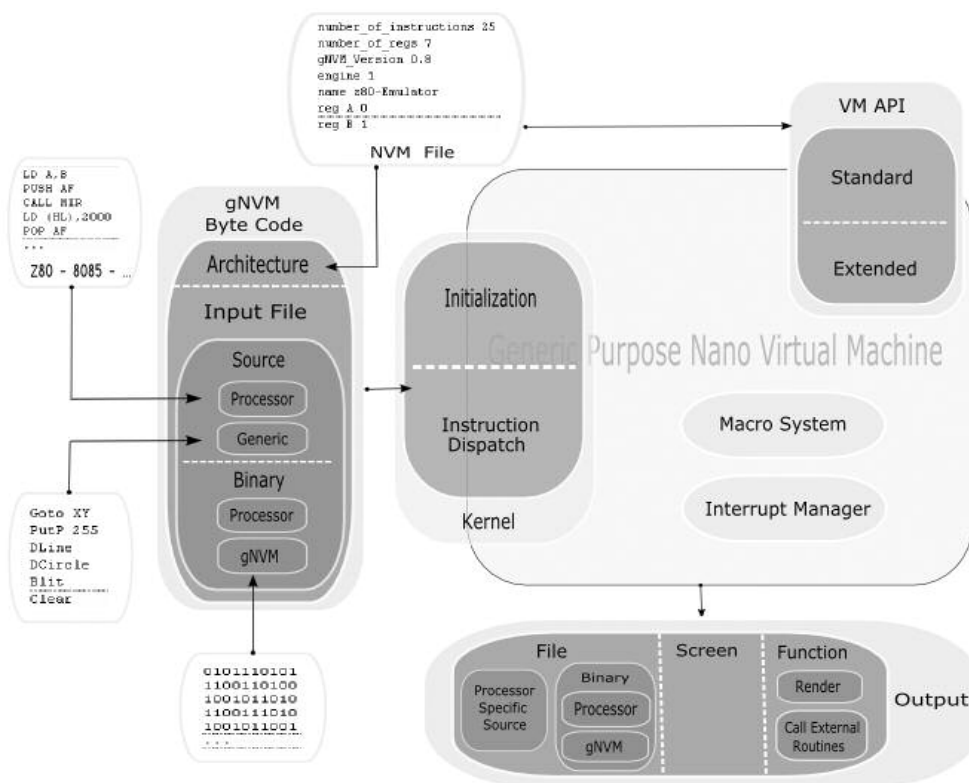 number_of_instructions 25
number_of_regs 7
gNVM_Version 0.8
engine 1
name z80-Emulator
reg A 0
reg B 1
NVM File
VM API
Standard
Extended
LD A,B
PUSH AF
CALL MIR
LD (HL),2000
POP AF
...
Z80 - 8085 - ...
gNVM
Byte Code
Architecture
Input File
Source
Processor
Generic
Binary
Processor
gNVM
Initialization
Instruction
Dispatch
Kernel
Generic Purpose Nano Virtual Machine
Macro System
Interrupt Manager
Goto XY
PutP 255
DLine
DCircle
Blit
Clear
0101110101
1100110100
1001011010
1100111010
1001011001
...
File
Processor
Specific
Source
Binary
Processor
gNVM
Screen
Function
Render
Call External
Routines
Output